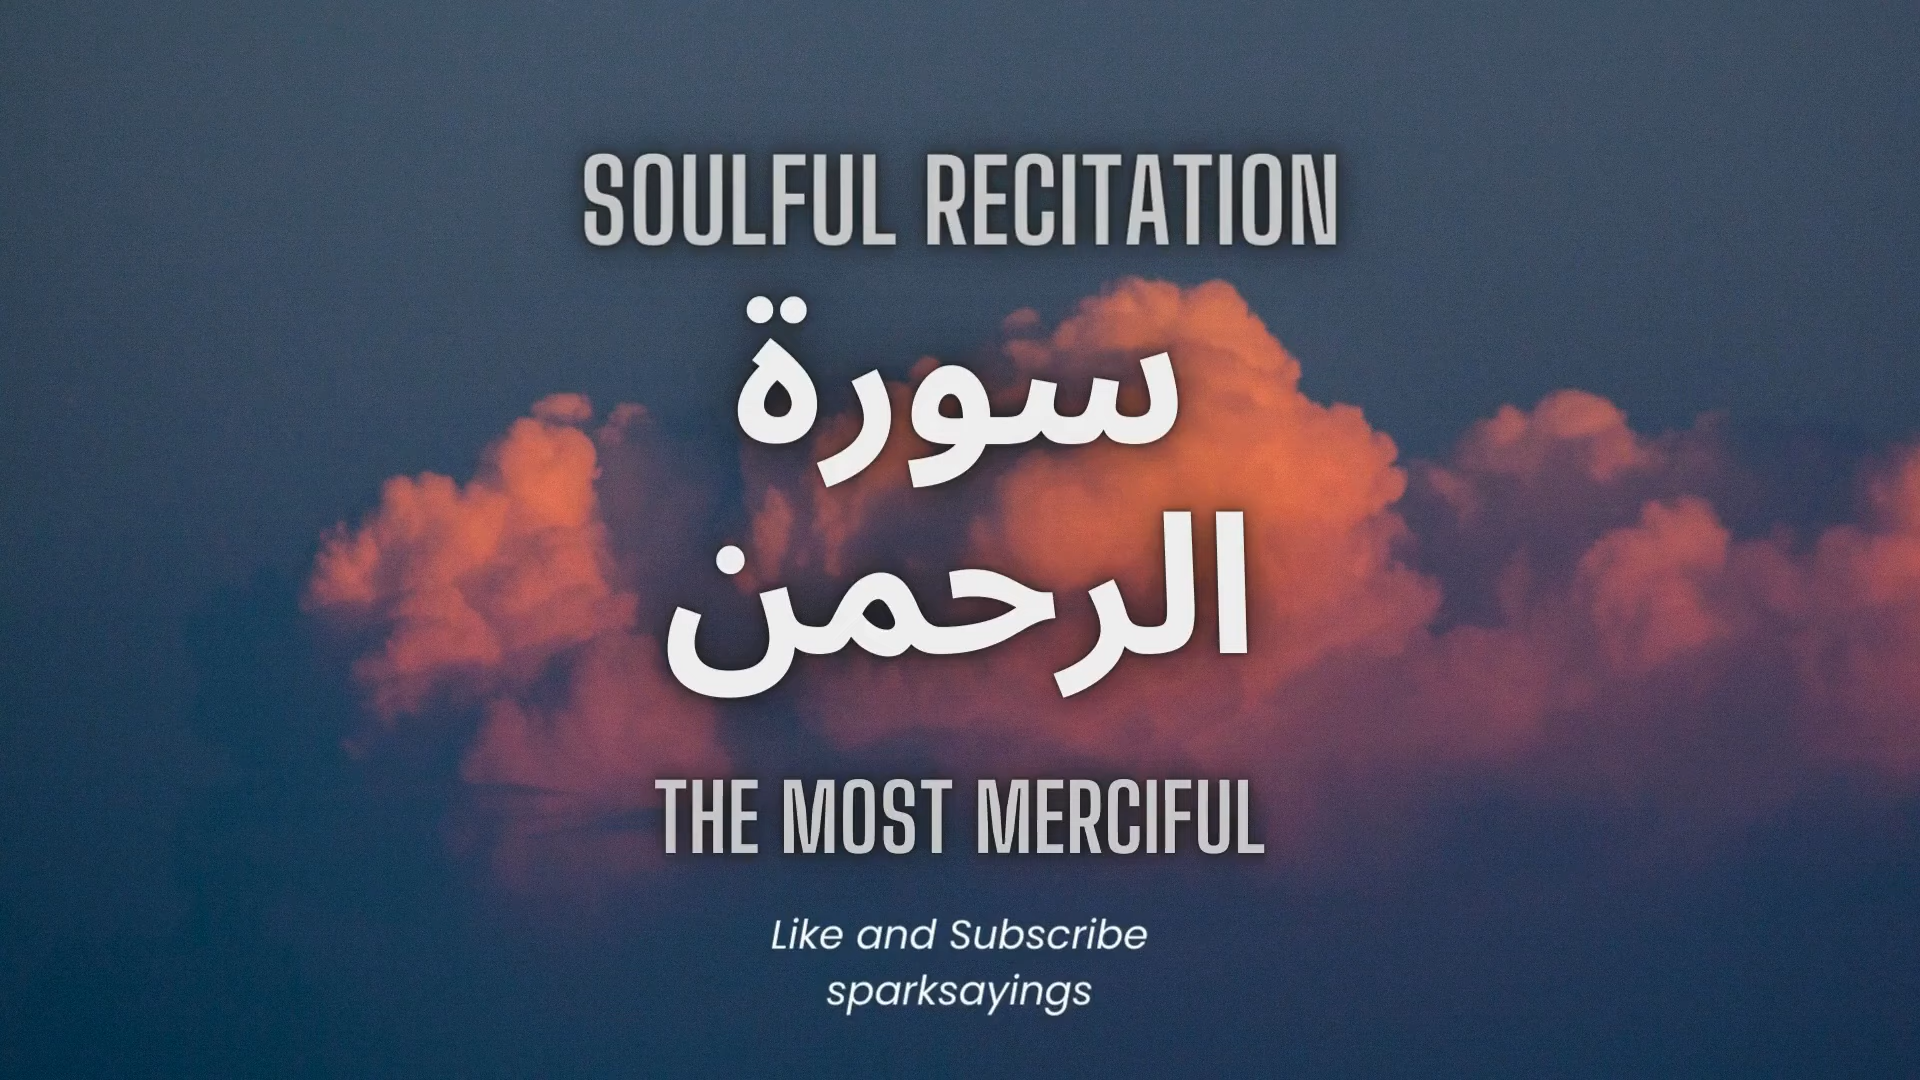 SOULFUL RECITATION
سورة
الرحمن
THE MOST MERCIFUL
Like and Subscribe
sparksayings